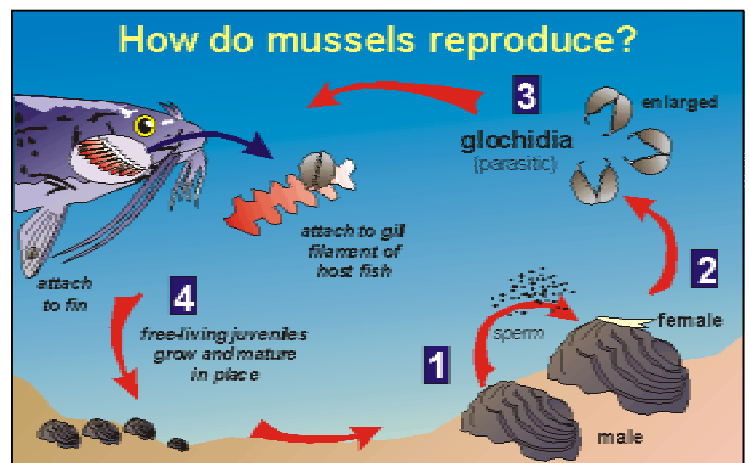 How do mussels reproduce?
3
enlarged
glochidia
{parasitic}
attach to gill
filament of
host fish
attach
to fin
4
free-living juveniles
grow and mature
in place
2
sperm
female
1
male